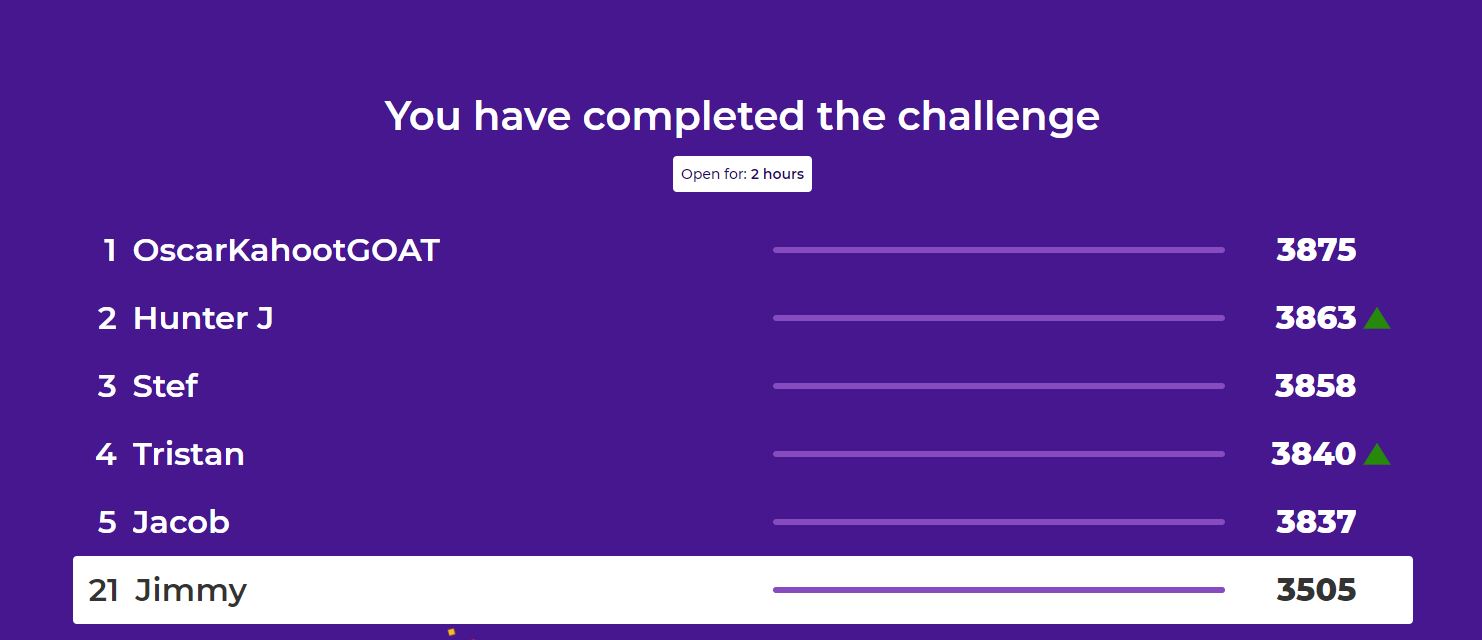 You have completed the challenge
Open for: 2 hours
1 OscarKahootGOAT 3875
2 Hunter J 3863
3 Stef 3858
4 Tristan 3840
5 Jacob 3837
21 Jimmy 3505